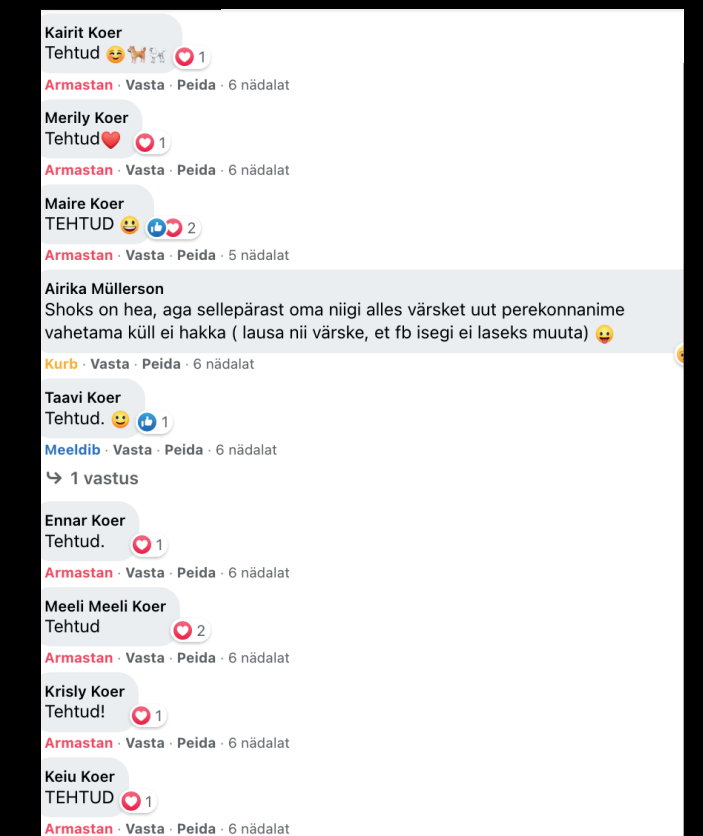 Kairit Koer
Tehtud 😊🐕🐩 1
Armastan · Vasta · Peida · 6 nädalat
Merily Koer
Tehtud❤️ 1
Armastan · Vasta · Peida · 6 nädalat
Maire Koer
TEHTUD 😀 2
Armastan · Vasta · Peida · 5 nädalat
Airika Müllerson
Shoks on hea, aga sellepärast oma niigi alles värsket uut perekonnanime
vahetama küll ei hakka ( lausa nii värske, et fb isegi ei laseks muuta) 😛
Kurb · Vasta · Peida · 6 nädalat
Taavi Koer
Tehtud. 🙂 1
Meeldib · Vasta · Peida · 6 nädalat
1 vastus
Ennar Koer
Tehtud. 1
Armastan · Vasta · Peida · 6 nädalat
Meeli Meeli Koer
Tehtud 2
Armastan · Vasta · Peida · 6 nädalat
Krisly Koer
Tehtud! 1
Armastan · Vasta · Peida · 6 nädalat
Keiu Koer
TEHTUD 1
Armastan · Vasta · Peida · 6 nädalat